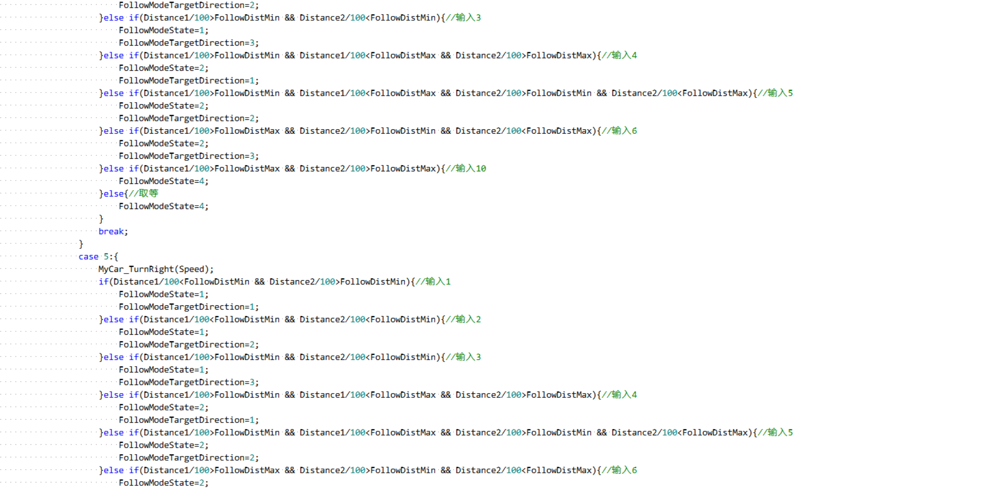 FollowModeTargetDirection=2;
}else if(Distance1/100>FollowDistMin && Distance2/100<FollowDistMin){//输入3
FollowModeState=1;
FollowModeTargetDirection=3;
}else if(Distance1/100>FollowDistMin && Distance1/100<FollowDistMax && Distance2/100>FollowDistMax){//输入4
FollowModeState=2;
FollowModeTargetDirection=1;
}else if(Distance1/100>FollowDistMin && Distance1/100<FollowDistMax && Distance2/100>FollowDistMin && Distance2/100<FollowDistMax){//输入5
FollowModeState=2;
FollowModeTargetDirection=2;
}else if(Distance1/100>FollowDistMax && Distance2/100>FollowDistMin && Distance2/100<FollowDistMax){//输入6
FollowModeState=2;
FollowModeTargetDirection=3;
}else if(Distance1/100>FollowDistMax && Distance2/100>FollowDistMax){//输入10
FollowModeState=4;
}else{//取等
FollowModeState=4;
}
break;
}
case 5:{
MyCar_TurnRight(Speed);
if(Distance1/100<FollowDistMin && Distance2/100>FollowDistMin){//输入1
FollowModeState=1;
FollowModeTargetDirection=1;
}else if(Distance1/100<FollowDistMin && Distance2/100<FollowDistMin){//输入2
FollowModeState=1;
FollowModeTargetDirection=2;
}else if(Distance1/100>FollowDistMin && Distance2/100<FollowDistMin){//输入3
FollowModeState=1;
FollowModeTargetDirection=3;
}else if(Distance1/100>FollowDistMin && Distance1/100<FollowDistMax && Distance2/100>FollowDistMax){//输入4
FollowModeState=2;
FollowModeTargetDirection=1;
}else if(Distance1/100>FollowDistMin && Distance1/100<FollowDistMax && Distance2/100>FollowDistMin && Distance2/100<FollowDistMax){//输入5
FollowModeState=2;
FollowModeTargetDirection=2;
}else if(Distance1/100>FollowDistMax && Distance2/100>FollowDistMin && Distance2/100<FollowDistMax){//输入6
FollowModeState=2;